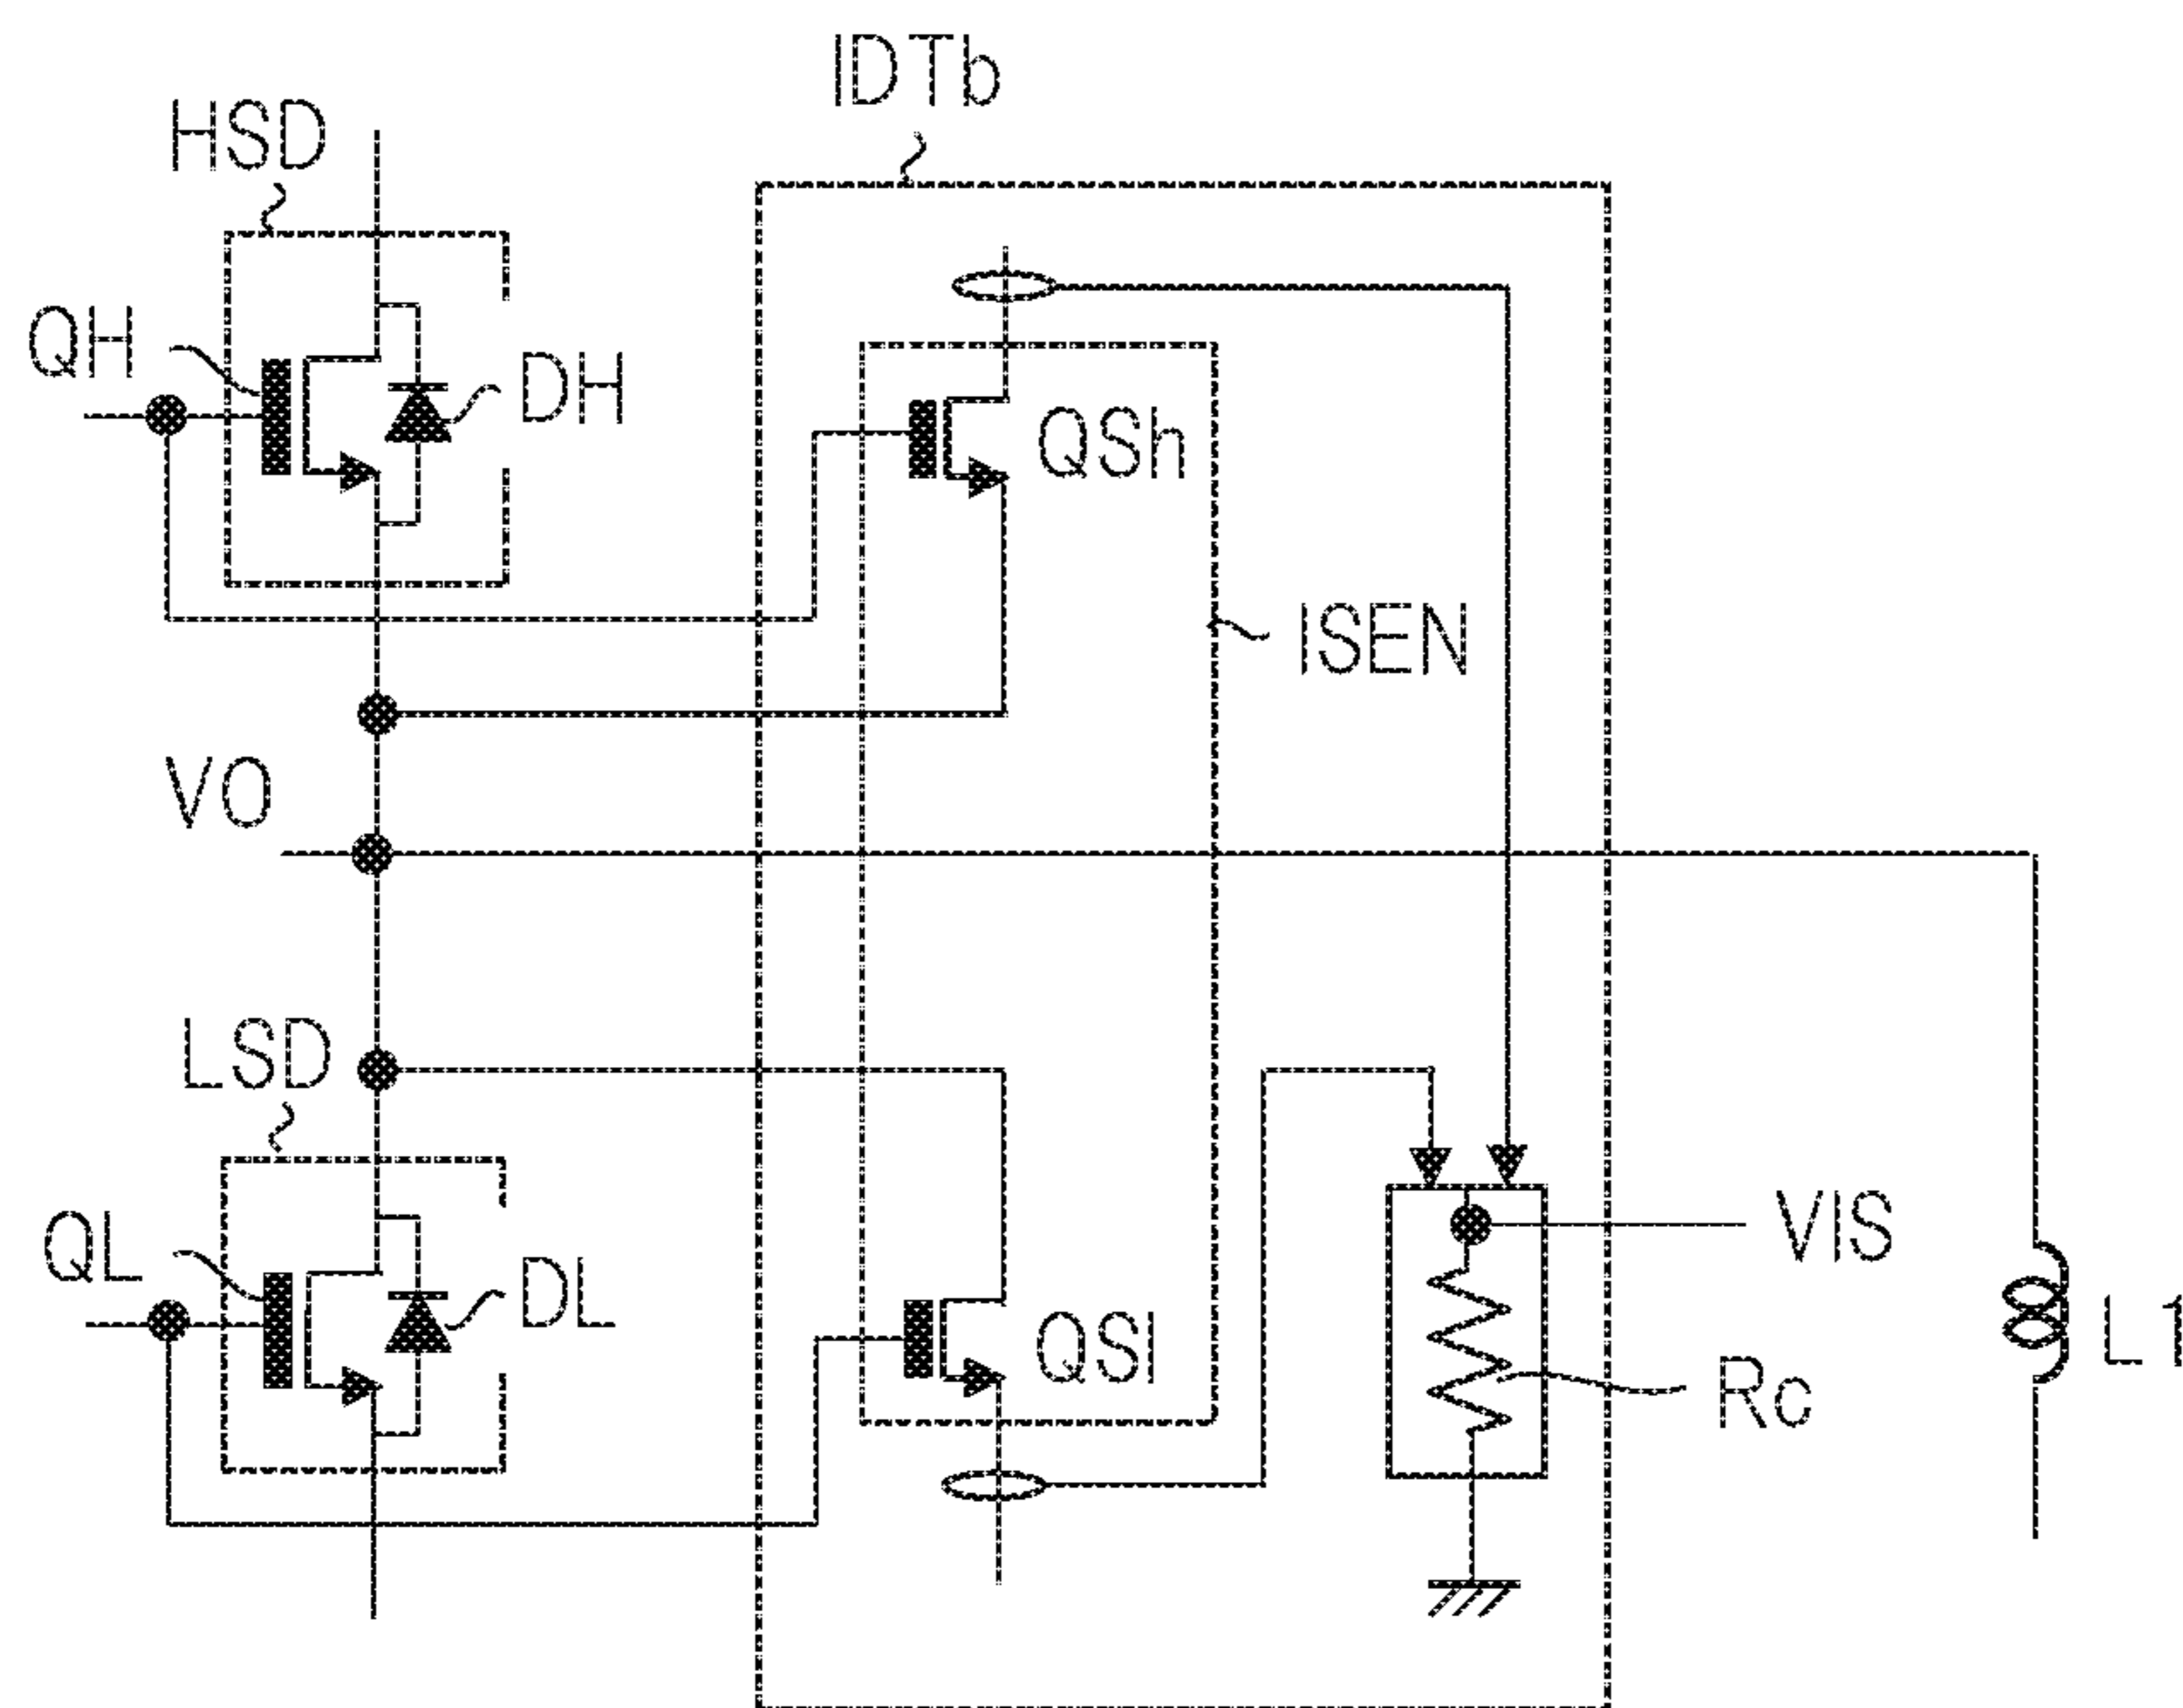 IDTb
HSD
QH
DH
QSh
ISEN
VO
LSD
QL
DL
QSl
VIS
Rc
L1